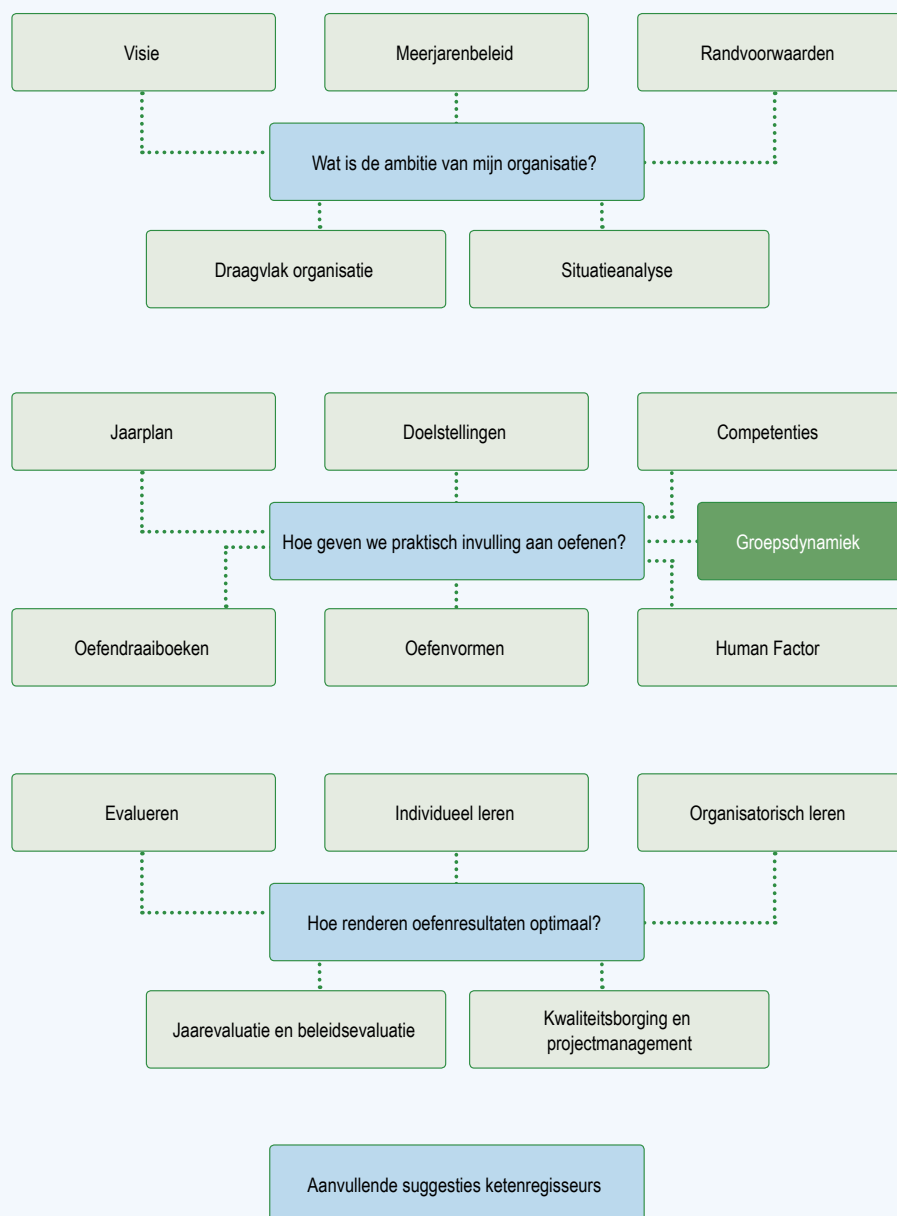 Visie
Meerjarenbeleid
Randvoorwaarden
Wat is de ambitie van mijn organisatie?
Draagvlak organisatie
Situatieanalyse
Jaarplan
Doelstellingen
Competenties
Hoe geven we praktisch invulling aan oefenen?
Groepsdynamiek
Oefendraaiboeken
Oefenvormen
Human Factor
Evalueren
Individueel leren
Organisatorisch leren
Hoe renderen oefenresultaten optimaal?
Jaarevaluatie en beleidsevaluatie
Kwaliteitsborging en
projectmanagement
Aanvullende suggesties ketenregisseurs